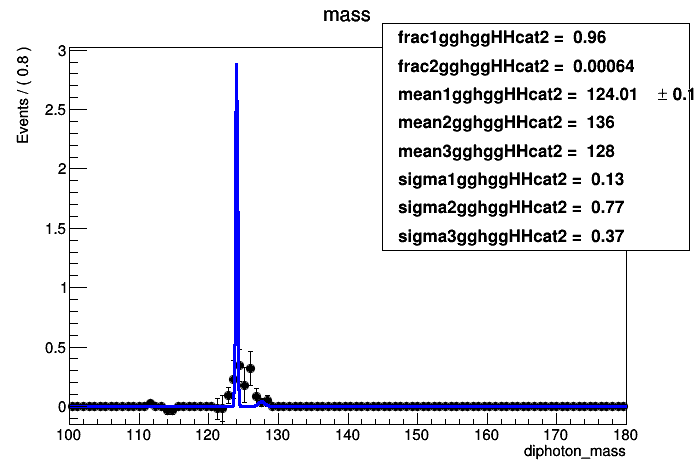 mass
frac1gghggHHcat2 = 0.96
frac2gghggHHcat2 = 0.00064
mean1gghggHHcat2 = 124.01 ± 0.1
mean2gghggHHcat2 = 136
mean3gghggHHcat2 = 128
sigma1gghggHHcat2 = 0.13
sigma2gghggHHcat2 = 0.77
sigma3gghggHHcat2 = 0.37
Events / ( 0.8 )
3
2.5
2
1.5
1
0.5
0
100 110 120 130 140 150 160 170 180
diphoton_mass